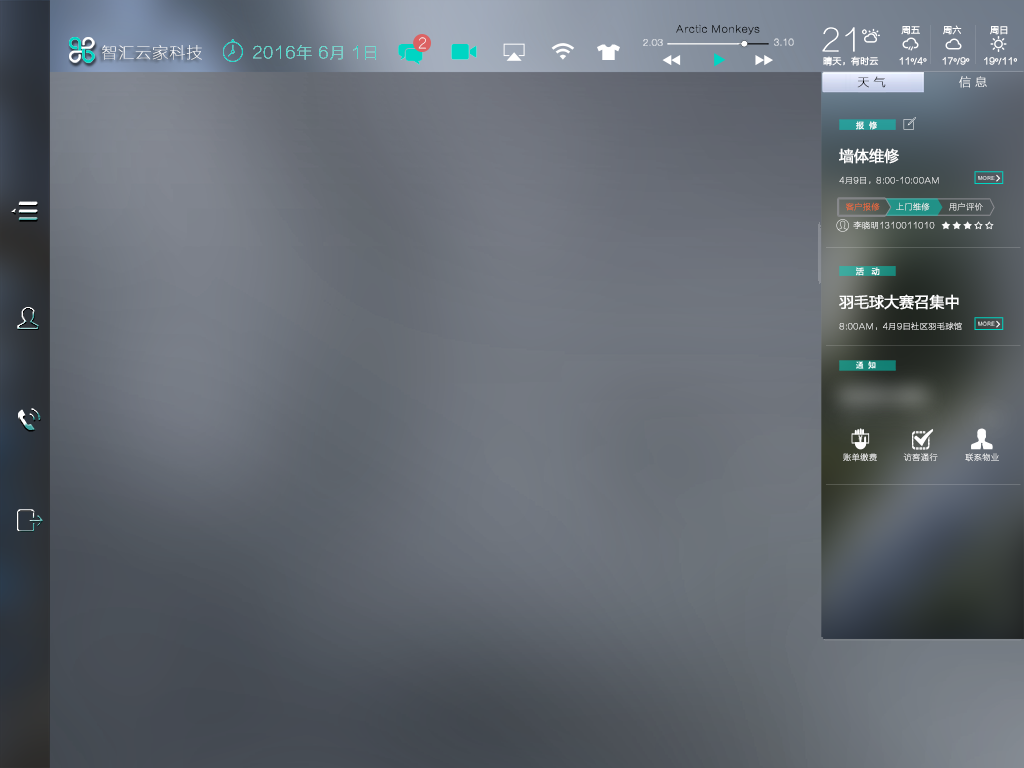 智汇云家科技
2016年 6月 1日
2
Arctic Monkeys
2.03
3.10
21
晴天，有时云
周五
11º/4º
周六
17º/9º
周日
19º/11º
天气
信息
报修
墙体维修
4月9日，8:00-10:00AM
MORE
客户报修
上门维修
用户评价
李晓明1310011010
活动
羽毛球大赛召集中
8:00AM，4月9日社区羽毛球馆
MORE
通知
账单缴费
访客通行
联系物业